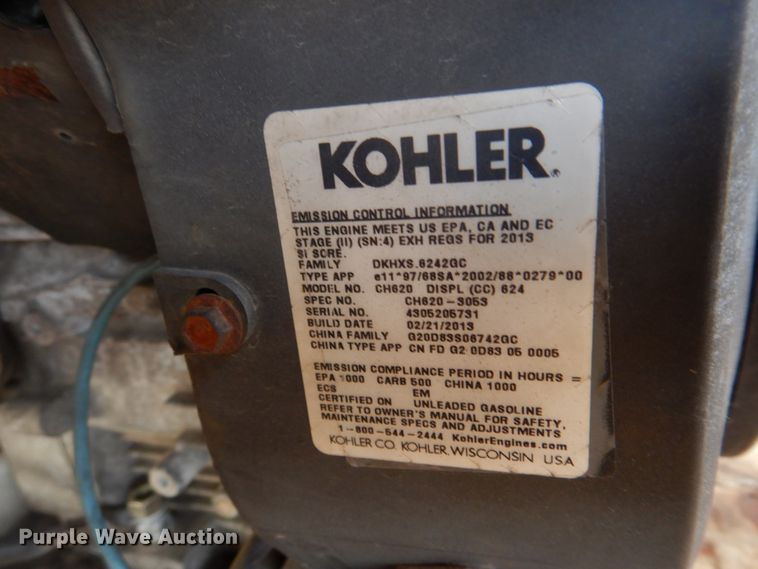 KOHLER®
EMISSION CONTROL INFORMATION
THIS ENGINE MEETS US EPA, CA AND EC
STAGE (II) (SN:4) EXH REGS FOR 2013
SI SCRE.
FAMILY DKHXS.6242GC
TYPE APP e11*97/68SA*2002/88*0279*00
MODEL NO. CH620 DISPL (CC) 624
SPEC NO. CH620-3053
SERIAL NO. 4305205731
BUILD DATE 02/21/2013
CHINA FAMILY G20D83S06742GC
CHINA TYPE APP CN FD G2 0D83 05 0005
EMISSION COMPLIANCE PERIOD IN HOURS =
EPA 1000 CARB 500 CHINA 1000
ECS EM
CERTIFIED ON UNLEADED GASOLINE
REFER TO OWNER'S MANUAL FOR SAFETY,
MAINTENANCE SPECS AND ADJUSTMENTS
1-800-544-2444 KohlerEngines.com
KOHLER CO. KOHLER, WISCONSIN USA
Purple Wave Auction